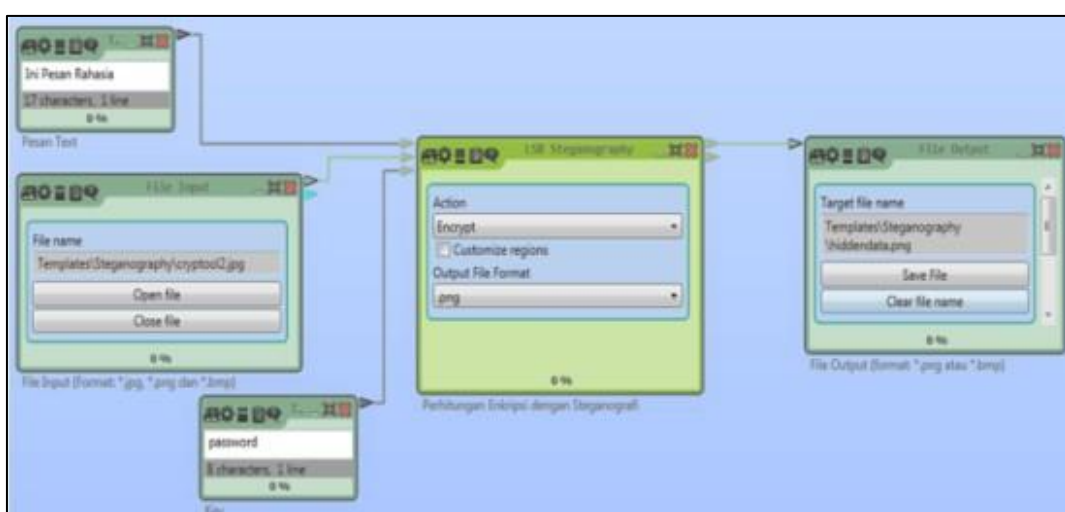 Ini Pesan Rahasia
17 characters, 1 line
0 %
Pesan Text
File Input
File name
Templates\Steganography\cryptool2.jpg
Open file
Close file
0 %
File Input (Format: *.jpg, *.png dan *.bmp)
password
8 characters, 1 line
0 %
LSB Steganography
Action
Encrypt
Customize regions
Output File Format
.png
0 %
Perhitungan Enkripsi dengan Steganografi
File Output
Target file name
Templates\Steganography
\hiddendata.png
Save File
Clear file name
0 %
File Output (format: *.png atau *.bmp)